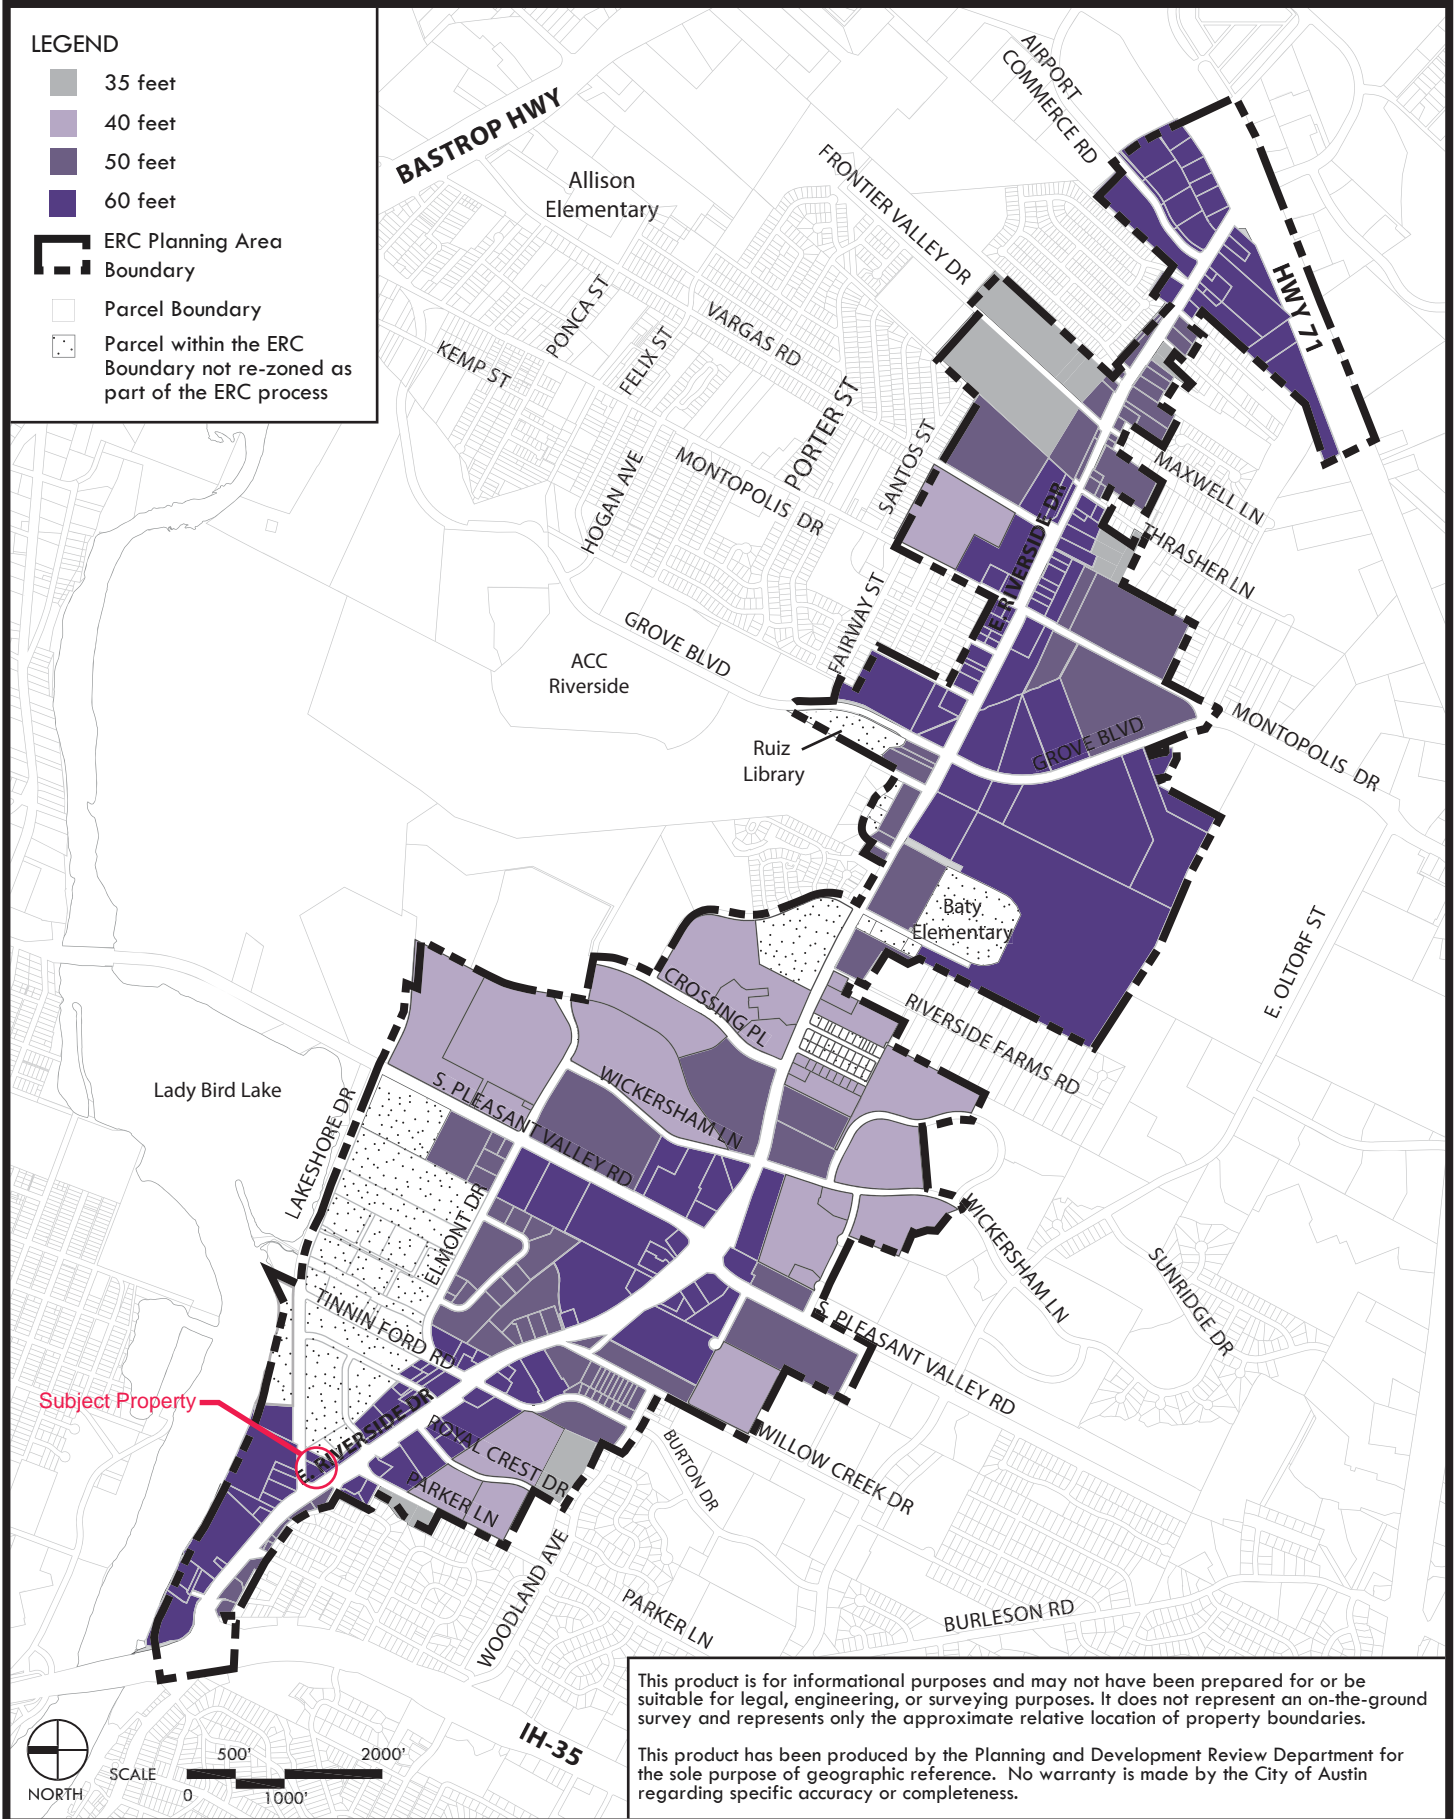 LEGEND
35 feet
40 feet
50 feet
60 feet
ERC Planning Area
Boundary
Parcel Boundary
Parcel within the ERC
Boundary not re-zoned as
part of the ERC process
AIRPORT
COMMERCE RD
BASTROP HWY
FRONTIER VALLEY DR
Allison
Elementary
HWY 71
PONCA ST
VARGAS RD
FELIX ST
KEMP ST
PORTER ST
SANTOS ST
MAXWELL LN
HOGAN AVE
MONTOPOLIS DR
E. RIVERSIDE DR
THRASHER LN
FAIRWAY ST
GROVE BLVD
ACC
Riverside
MONTOPOLIS DR
GROVE BLVD
Ruiz
Library
Baty
Elementary
E. OLTORF ST
CROSSING PL
RIVERSIDE FARMS RD
Lady Bird Lake
LAKESHORE DR
S. PLEASANT VALLEY RD
WICKERSHAM LN
ELMONT DR
WICKERSHAM LN
SUNRIDGE DR
TINNIN FORD RD
S. PLEASANT VALLEY RD
Subject Property
E. RIVERSIDE DR
ROYAL CREST DR
PARKER LN
BURTON DR
WILLOW CREEK DR
WOODLAND AVE
PARKER LN
BURLESON RD
IH-35
NORTH
SCALE
500'
2000'
0
1000'
This product is for informational purposes and may not have been prepared for or be
suitable for legal, engineering, or surveying purposes. It does not represent an on-the-ground
survey and represents only the approximate relative location of property boundaries.
This product has been produced by the Planning and Development Review Department for
the sole purpose of geographic reference. No warranty is made by the City of Austin
regarding specific accuracy or completeness.